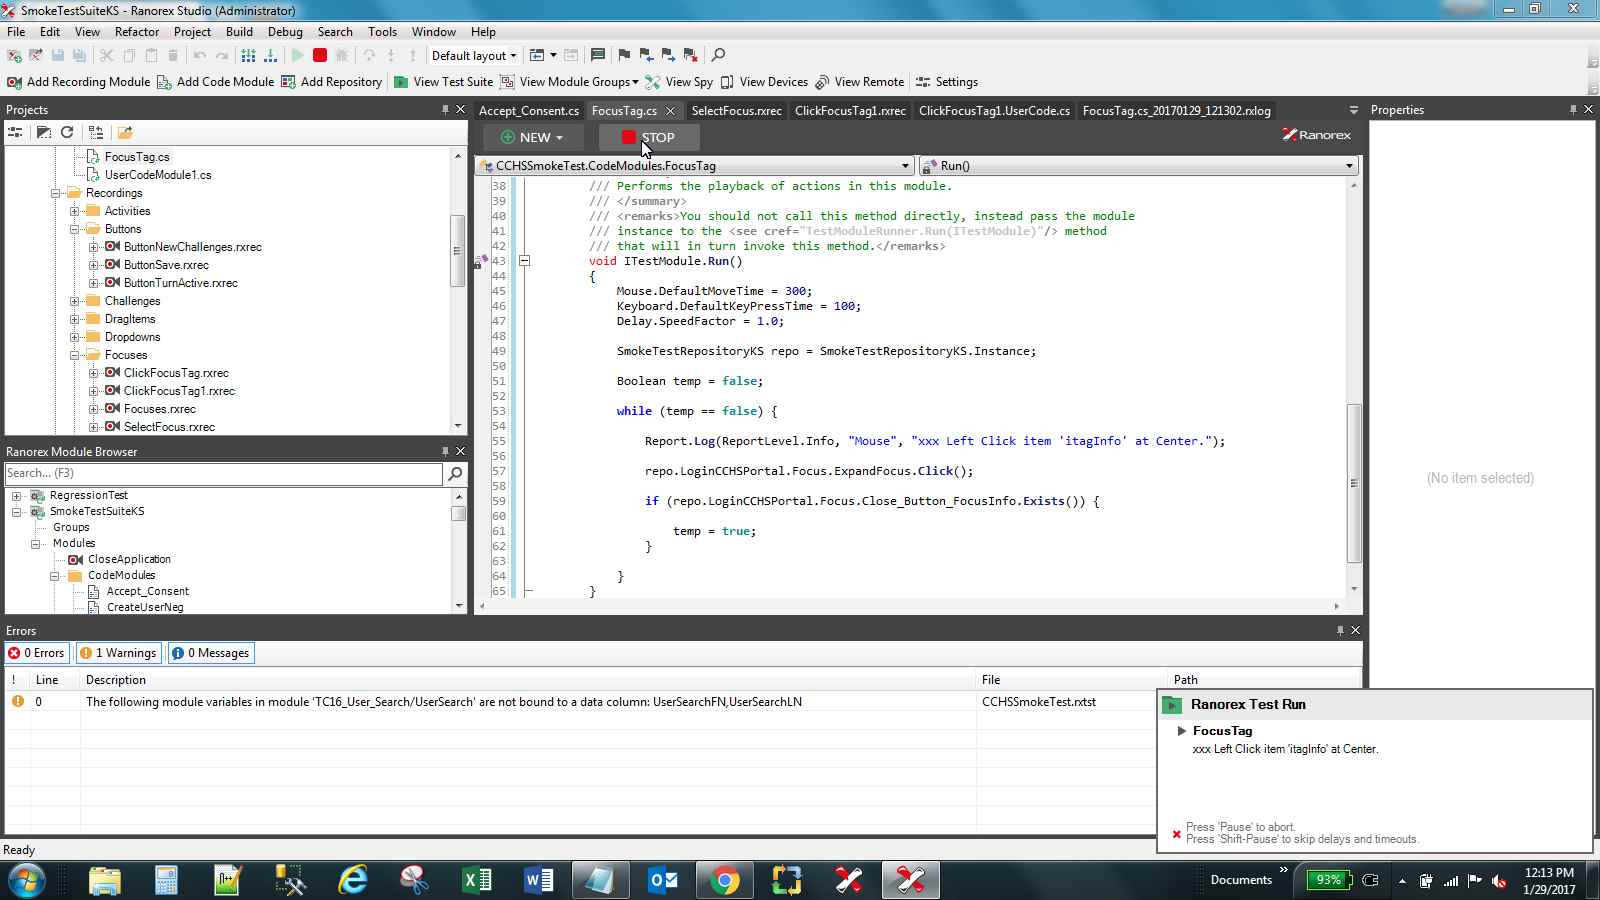 SmokeTestSuiteKS - Ranorex Studio (Administrator)
File Edit View Refactor Project Build Debug Search Tools Window Help
Default layout
Add Recording Module Add Code Module Add Repository View Test Suite View Module Groups View Spy View Devices View Remote Settings
Projects
FocusTag.cs
UserCodeModule1.cs
Recordings
Activities
Buttons
ButtonNewChallenges.rxrec
ButtonSave.rxrec
ButtonTurnActive.rxrec
Challenges
DragItems
Dropdowns
Focuses
ClickFocusTag.rxrec
ClickFocusTag1.rxrec
Focuses.rxrec
SelectFocus.rxrec
Ranorex Module Browser
Search... (F3)
RegressionTest
SmokeTestSuiteKS
Groups
Modules
CloseApplication
CodeModules
Accept_Consent
CreateUserNeg
Accept_Consent.cs FocusTag.cs SelectFocus.rxrec ClickFocusTag1.rxrec ClickFocusTag1.UserCode.cs FocusTag.cs_20170129_121302.rxlog
NEW STOP
Ranorex
CCHSSmokeTest.CodeModules.FocusTag Run()
38 /// Performs the playback of actions in this module.
39 /// </summary>
40 /// <remarks>You should not call this method directly, instead pass the module
41 /// instance to the <see cref="TestModuleRunner.Run(ITestModule)"/> method
42 /// that will in turn invoke this method.</remarks>
43 void ITestModule.Run()
44 {
45 Mouse.DefaultMoveTime = 300;
46 Keyboard.DefaultKeyPressTime = 100;
47 Delay.SpeedFactor = 1.0;
48
49 SmokeTestRepositoryKS repo = SmokeTestRepositoryKS.Instance;
50
51 Boolean temp = false;
52
53 while (temp == false) {
54
55 Report.Log(ReportLevel.Info, "Mouse", "xxx Left Click item 'itagInfo' at Center.");
56
57 repo.LoginCCHSPortal.Focus.ExpandFocus.Click();
58
59 if (repo.LoginCCHSPortal.Focus.Close_Button_FocusInfo.Exists()) {
60
61 temp = true;
62 }
63
64 }
65 }
Properties
(No item selected)
Errors
0 Errors 1 Warnings 0 Messages
! Line Description File Path
0 The following module variables in module 'TC16_User_Search/UserSearch' are not bound to a data column: UserSearchFN,UserSearchLN CCHSSmokeTest.rxtst
Ranorex Test Run
FocusTag
xxx Left Click item 'itagInfo' at Center.
Press 'Pause' to abort.
Press 'Shift-Pause' to skip delays and timeouts.
Ready
Documents
93%
12:13 PM
1/29/2017